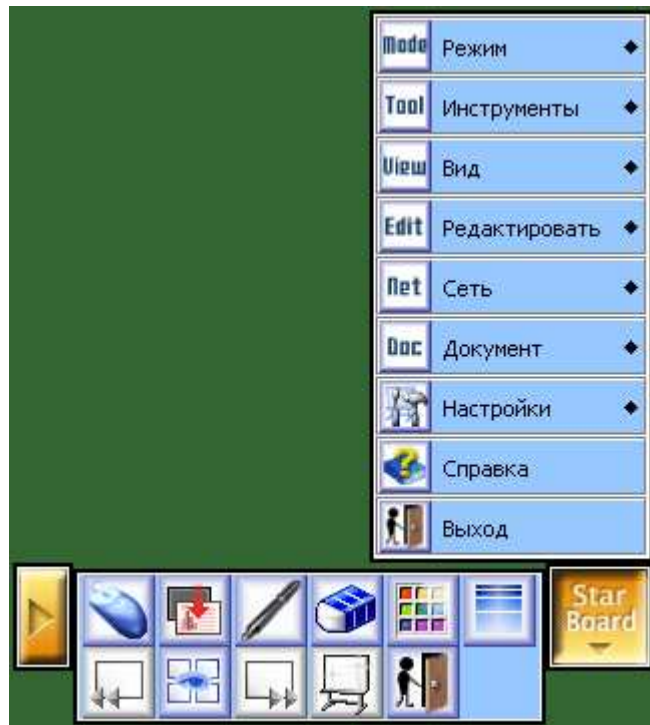 Mode Режим
Tool Инструменты
View Вид
Edit Редактировать
Net Сеть
Doc Документ
Настройки
Справка
Выход
Star
Board